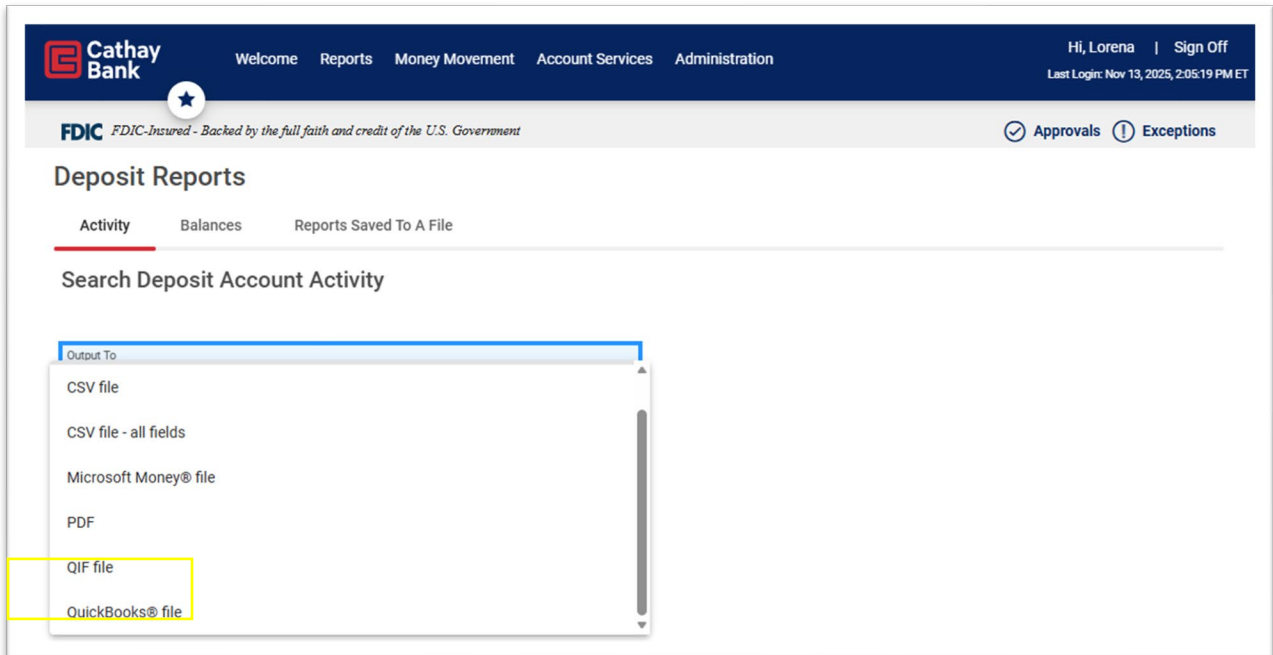 Cathay Bank
Welcome Reports Money Movement Account Services Administration
Hi, Lorena | Sign Off
Last Login: Nov 13, 2025, 2:05:19 PM ET
FDIC FDIC-Insured - Backed by the full faith and credit of the U.S. Government
Approvals Exceptions
Deposit Reports
Activity Balances Reports Saved To A File
Search Deposit Account Activity
Output To
CSV file
CSV file - all fields
Microsoft Money® file
PDF
QIF file
QuickBooks® file